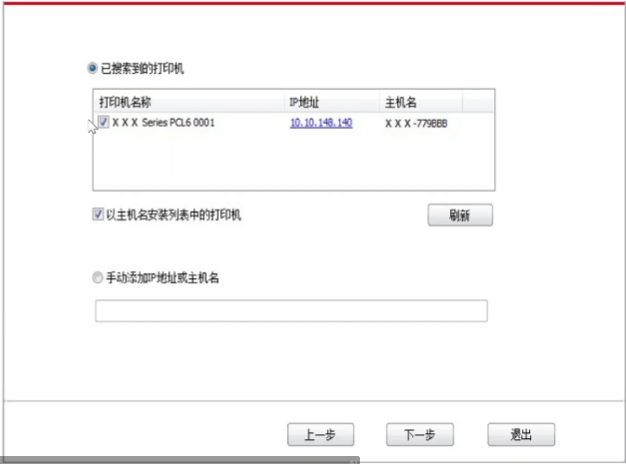 已搜索到的打印机
打印机名称 IP地址 主机名
X X X Series PCL6 0001 10.10.148.140 X X X -779BBB
以主机名安装列表中的打印机 刷新
手动添加IP地址或主机名
上一步 下一步 退出